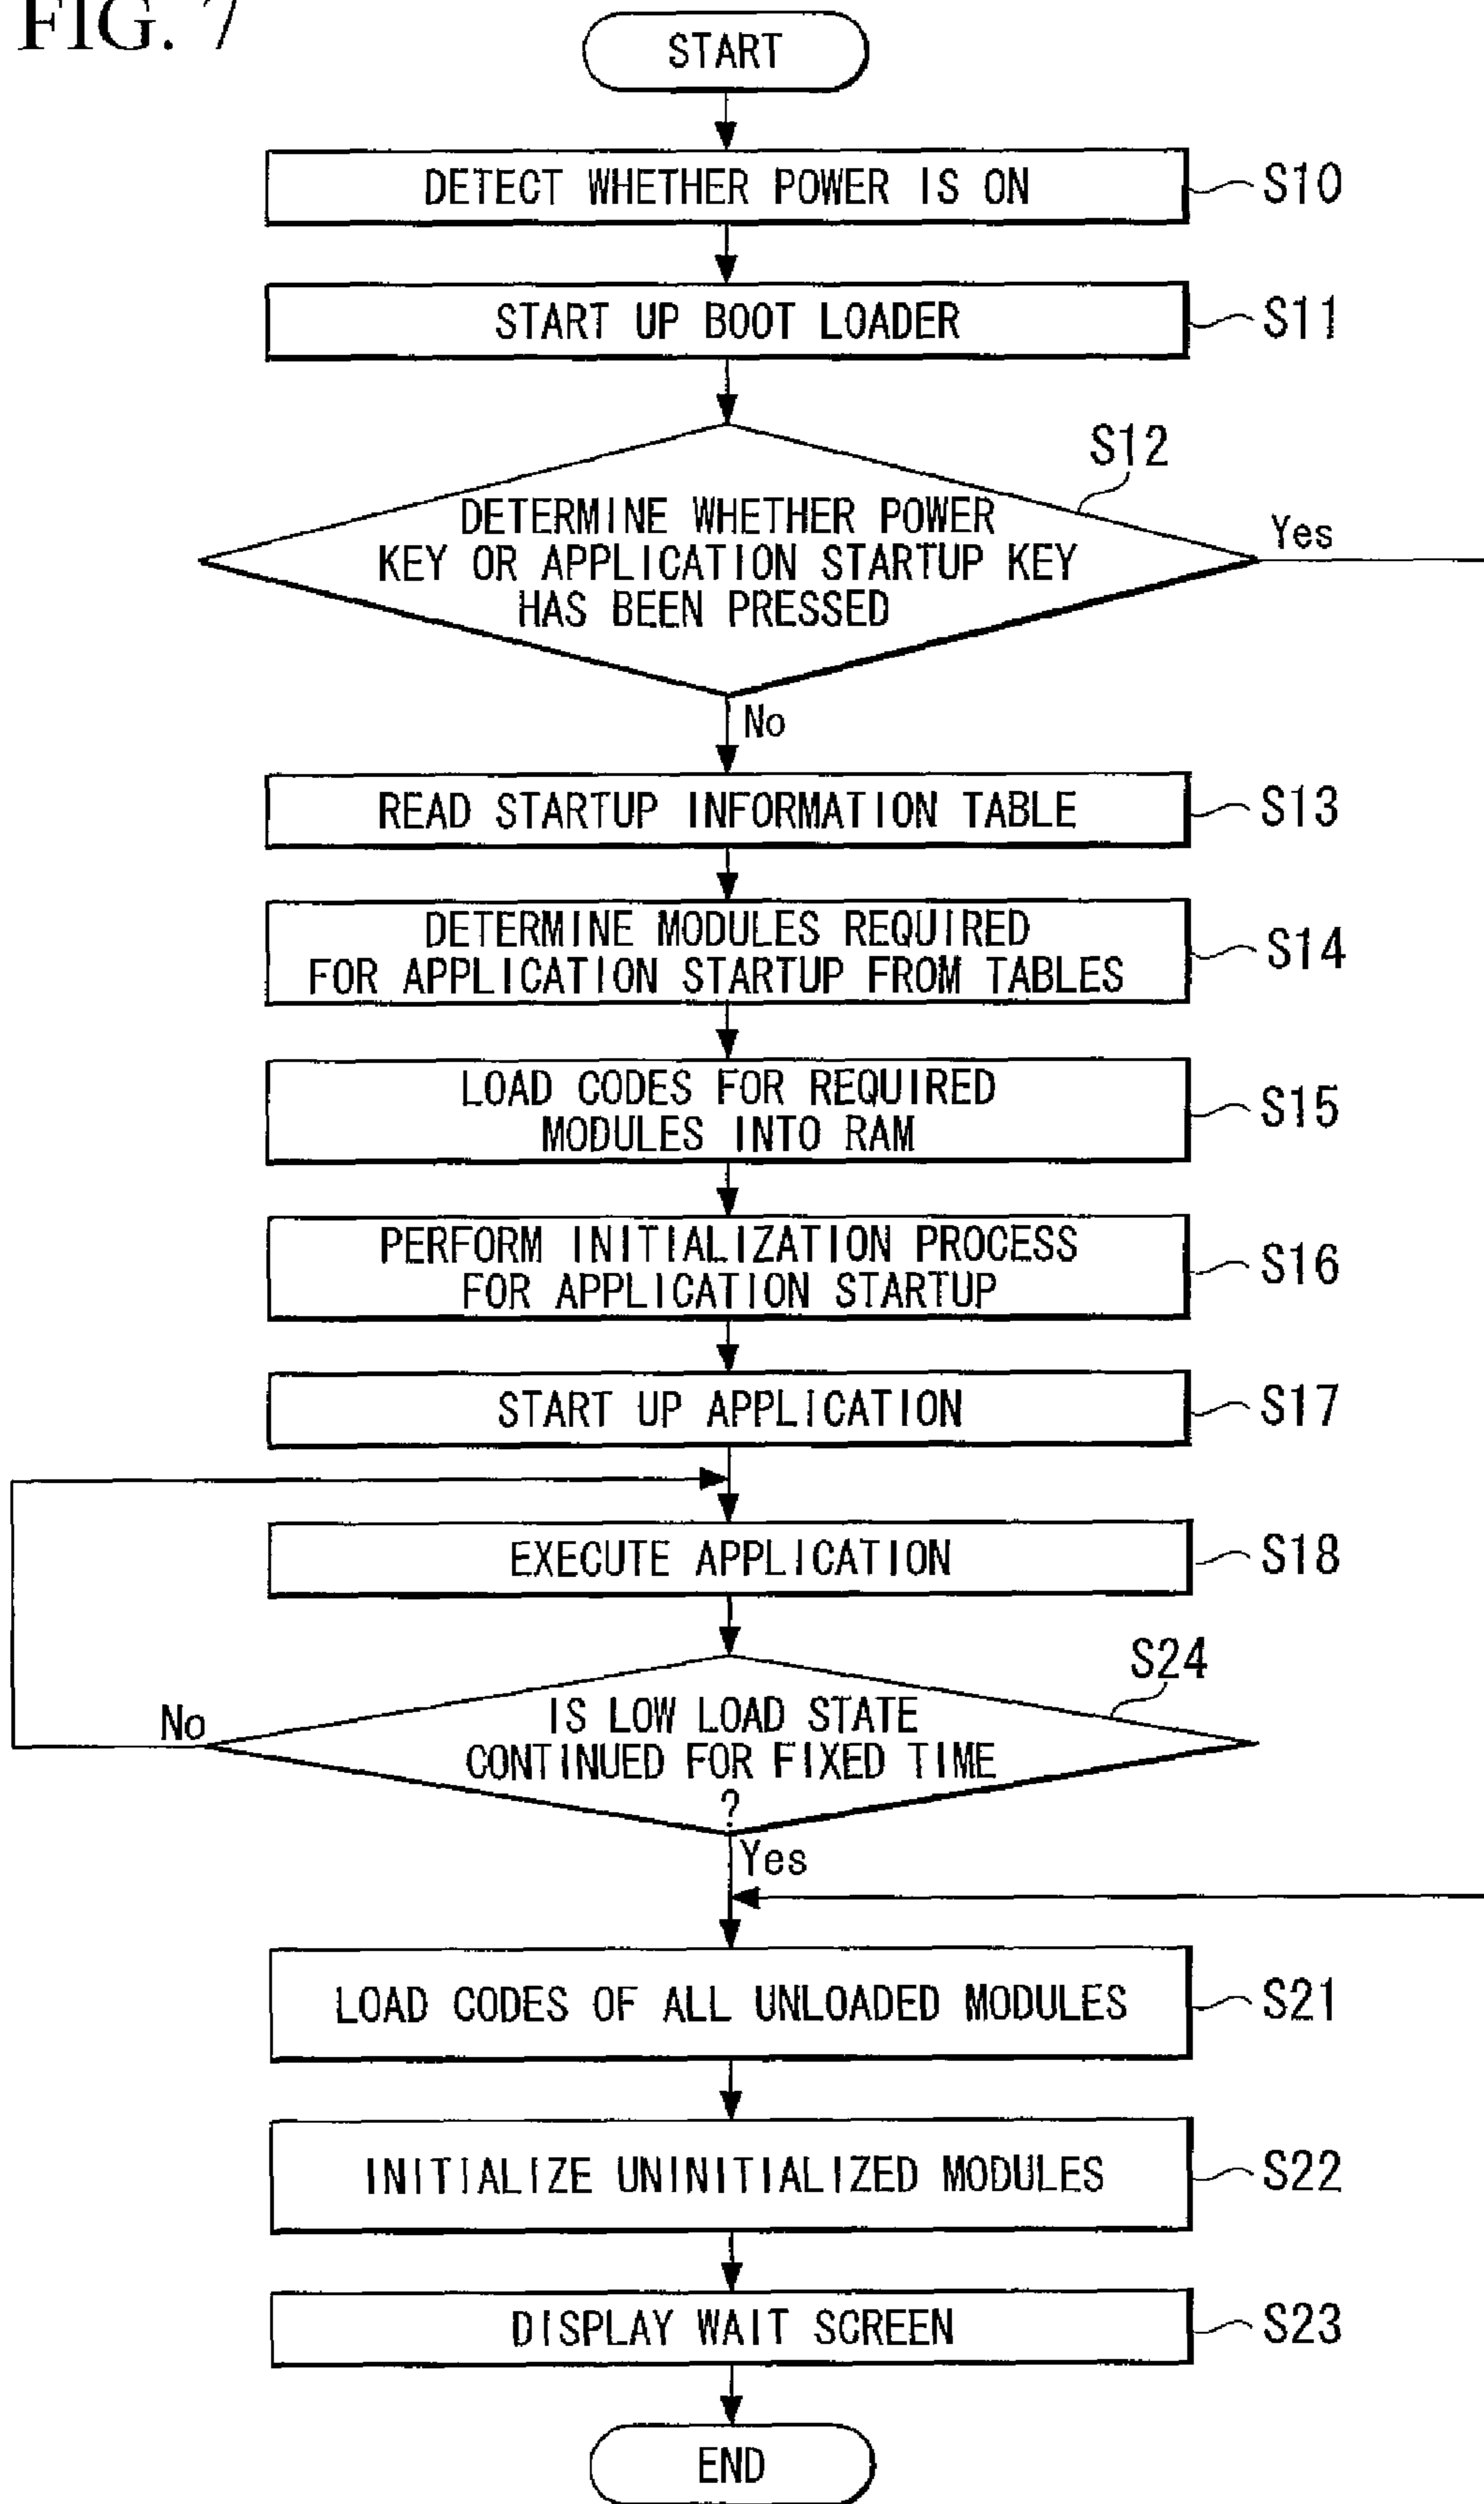 FIG. 7
START
DETECT WHETHER POWER IS ON
S10
START UP BOOT LOADER
S11
S12
DETERMINE WHETHER POWER
KEY OR APPLICATION STARTUP KEY
HAS BEEN PRESSED
Yes
No
READ STARTUP INFORMATION TABLE
S13
DETERMINE MODULES REQUIRED
FOR APPLICATION STARTUP FROM TABLES
S14
LOAD CODES FOR REQUIRED
MODULES INTO RAM
S15
PERFORM INITIALIZATION PROCESS
FOR APPLICATION STARTUP
S16
START UP APPLICATION
S17
EXECUTE APPLICATION
S18
S24
IS LOW LOAD STATE
CONTINUED FOR FIXED TIME
?
No
Yes
LOAD CODES OF ALL UNLOADED MODULES
S21
INITIALIZE UNINITIALIZED MODULES
S22
DISPLAY WAIT SCREEN
S23
END